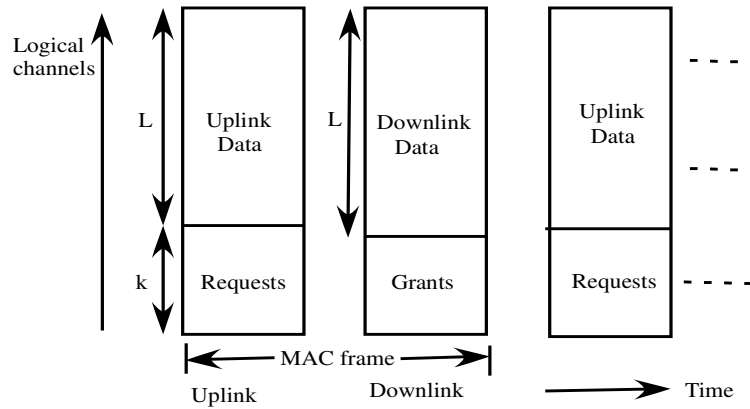 Logical
channels
L
Uplink
Data
L
Downlink
Data
Uplink
Data
k
Requests
Grants
Requests
MAC frame
Uplink
Downlink
Time